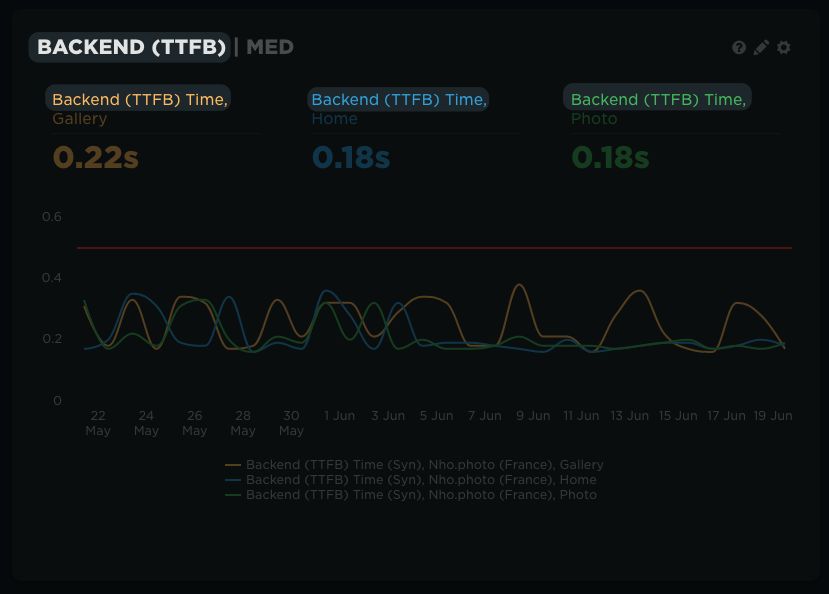 BACKEND (TTFB) | MED
Backend (TTFB) Time, Backend (TTFB) Time, Backend (TTFB) Time,
Gallery Home Photo
0.22s 0.18s 0.18s
0.6
0.4
0.2
0
22 May 24 May 26 May 28 May 30 May 1 Jun 3 Jun 5 Jun 7 Jun 9 Jun 11 Jun 13 Jun 15 Jun 17 Jun 19 Jun
Backend (TTFB) Time (Syn), Nho.photo (France), Gallery
Backend (TTFB) Time (Syn), Nho.photo (France), Home
Backend (TTFB) Time (Syn), Nho.photo (France), Photo